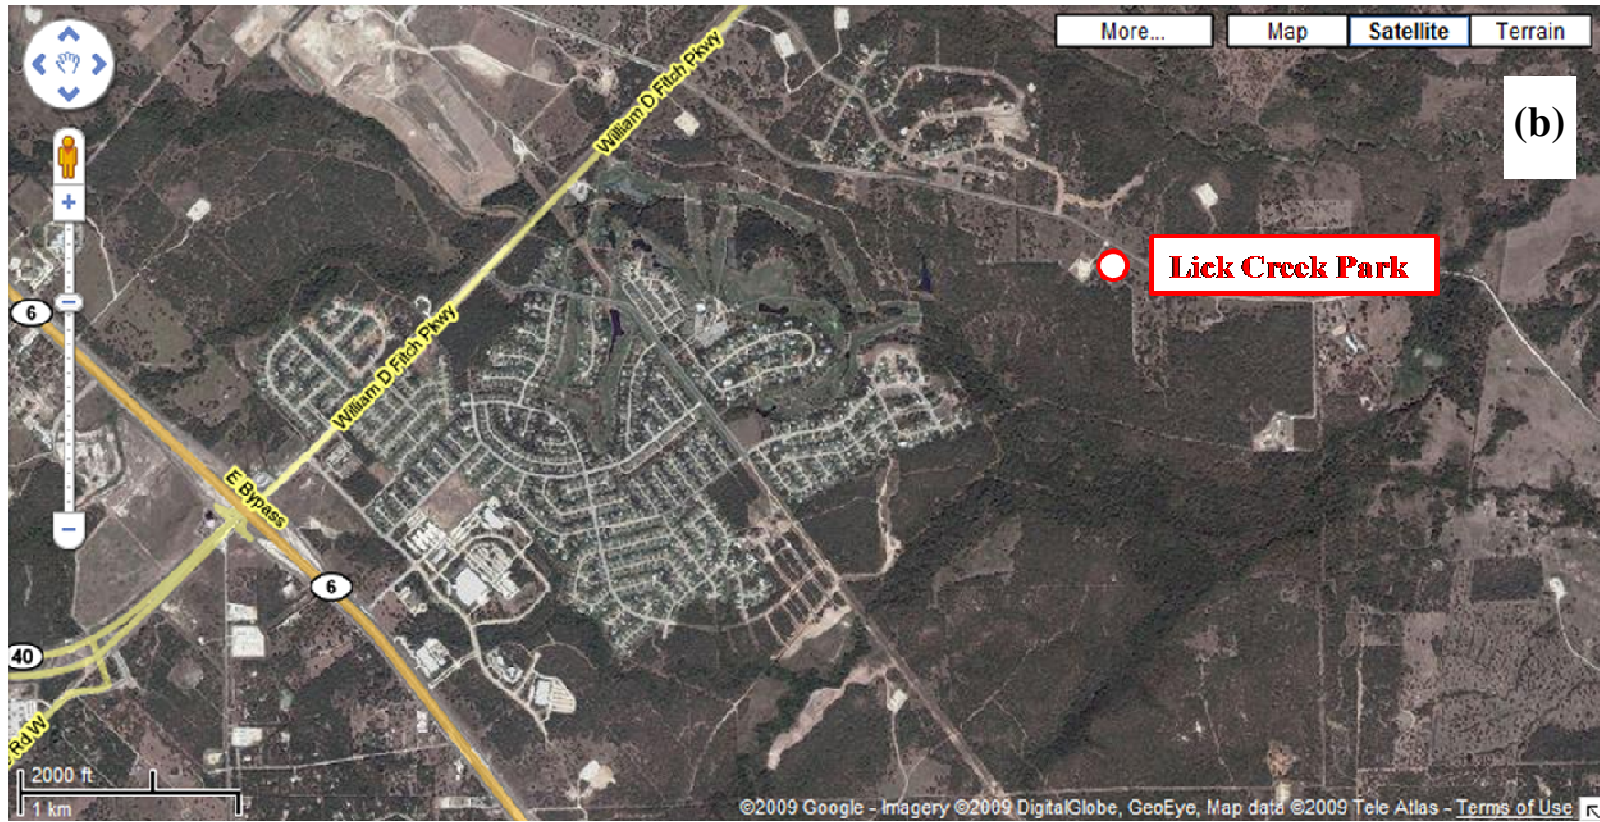 More...
Map
Satellite
Terrain
(b)
William D Fitch Pkwy
Lick Creek Park
6
William D Fitch Pkwy
E Bypass
6
40
Rd W
2000 ft
1 km
©2009 Google - Imagery ©2009 DigitalGlobe, GeoEye, Map data ©2009 Tele Atlas - Terms of Use